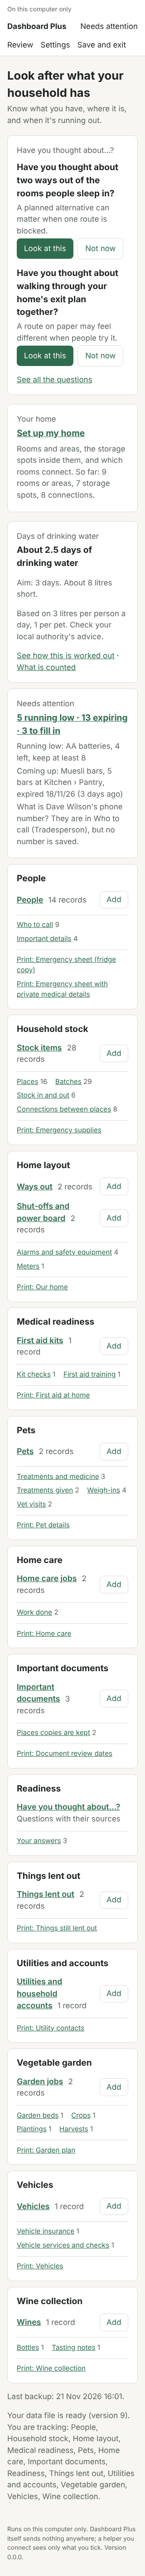 On this computer only
Dashboard Plus Needs attention
Review Settings Save and exit
Look after what your
household has
Know what you have, where it is,
and when it's running out.
Have you thought about...?
Have you thought about
two ways out of the
rooms people sleep in?
A planned alternative can
matter when one route is
blocked.
Look at this Not now
Have you thought about
walking through your
home's exit plan
together?
A route on paper may feel
different when people try it.
Look at this Not now
See all the questions
Your home
Set up my home
Rooms and areas, the storage
spots inside them, and which
rooms connect. So far: 9
rooms or areas, 7 storage
spots, 8 connections.
Days of drinking water
About 2.5 days of
drinking water
Aim: 3 days. About 8 litres
short.
Based on 3 litres per person a
day, 1 per pet. Check your
local authority's advice.
See how this is worked out ·
What is counted
Needs attention
5 running low · 13 expiring
· 3 to fill in
Running low: AA batteries, 4
left, keep at least 8
Coming up: Muesli bars, 5
bars at Kitchen › Pantry,
expired 18/11/26 (3 days ago)
What is Dave Wilson's phone
number? They are in Who to
call (Tradesperson), but no
number is saved.
People
People 14 records Add
Who to call 9
Important details 4
Print: Emergency sheet (fridge
copy)
Print: Emergency sheet with
private medical details
Household stock
Stock items 28
records Add
Places 16 Batches 29
Stock in and out 6
Connections between places 8
Print: Emergency supplies
Home layout
Ways out 2 records Add
Shut-offs and
power board 2
records Add
Alarms and safety equipment 4
Meters 1
Print: Our home
Medical readiness
First aid kits 1
record Add
Kit checks 1 First aid training 1
Print: First aid at home
Pets
Pets 2 records Add
Treatments and medicine 3
Treatments given 2 Weigh-ins 4
Vet visits 2
Print: Pet details
Home care
Home care jobs 2
records Add
Work done 2
Print: Home care
Important documents
Important
documents 3
records Add
Places copies are kept 2
Print: Document review dates
Readiness
Have you thought about...?
Questions with their sources
Your answers 3
Things lent out
Things lent out 2
records Add
Print: Things still lent out
Utilities and accounts
Utilities and
household
accounts 1 record Add
Print: Utility contacts
Vegetable garden
Garden jobs 2
records Add
Garden beds 1 Crops 1
Plantings 1 Harvests 1
Print: Garden plan
Vehicles
Vehicles 1 record Add
Vehicle insurance 1
Vehicle services and checks 1
Print: Vehicles
Wine collection
Wines 1 record Add
Bottles 1 Tasting notes 1
Print: Wine collection
Last backup: 21 Nov 2026 16:01.
Your data file is ready (version 9).
You are tracking: People,
Household stock, Home layout,
Medical readiness, Pets, Home
care, Important documents,
Readiness, Things lent out, Utilities
and accounts, Vegetable garden,
Vehicles, Wine collection.
Runs on this computer only. Dashboard Plus
itself sends nothing anywhere; a helper you
connect sees only what you tick. Version
0.0.0.